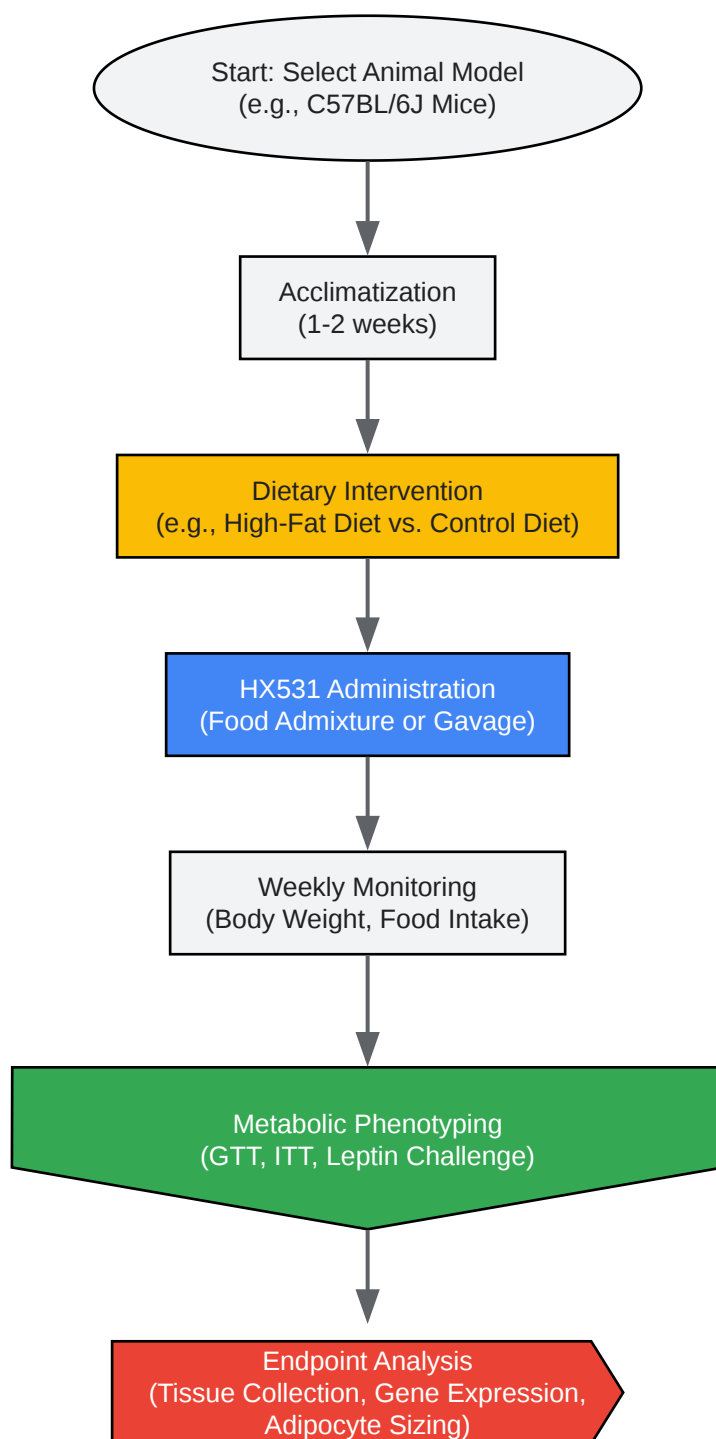 Start: Select Animal Model
(e.g., C57BL/6J Mice)
Acclimatization
(1-2 weeks)
Dietary Intervention
(e.g., High-Fat Diet vs. Control Diet)
HX531 Administration
(Food Admixture or Gavage)
Weekly Monitoring
(Body Weight, Food Intake)
Metabolic Phenotyping
(GTT, ITT, Leptin Challenge)
Endpoint Analysis
(Tissue Collection, Gene Expression,
Adipocyte Sizing)